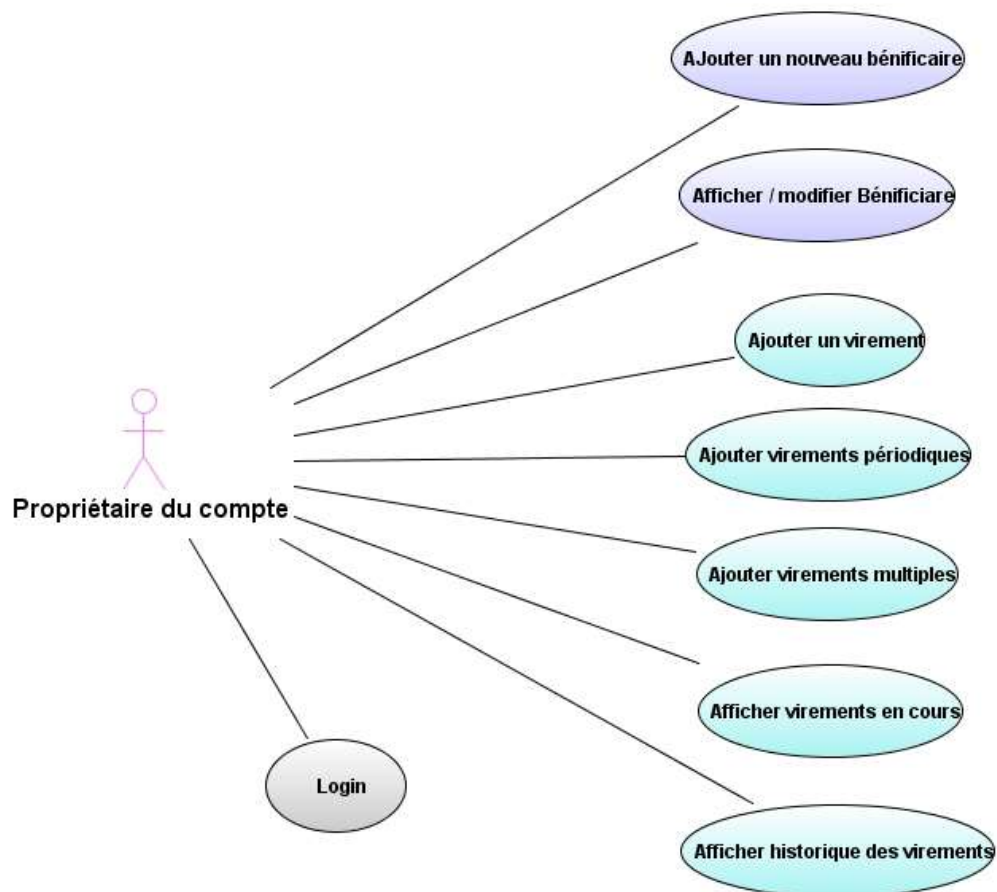 AJouter un nouveau bénificaire
Afficher / modifier Bénificiare
Ajouter un virement
Ajouter virements périodiques
Propriétaire du compte
Ajouter virements multiples
Afficher virements en cours
Login
Afficher historique des virements